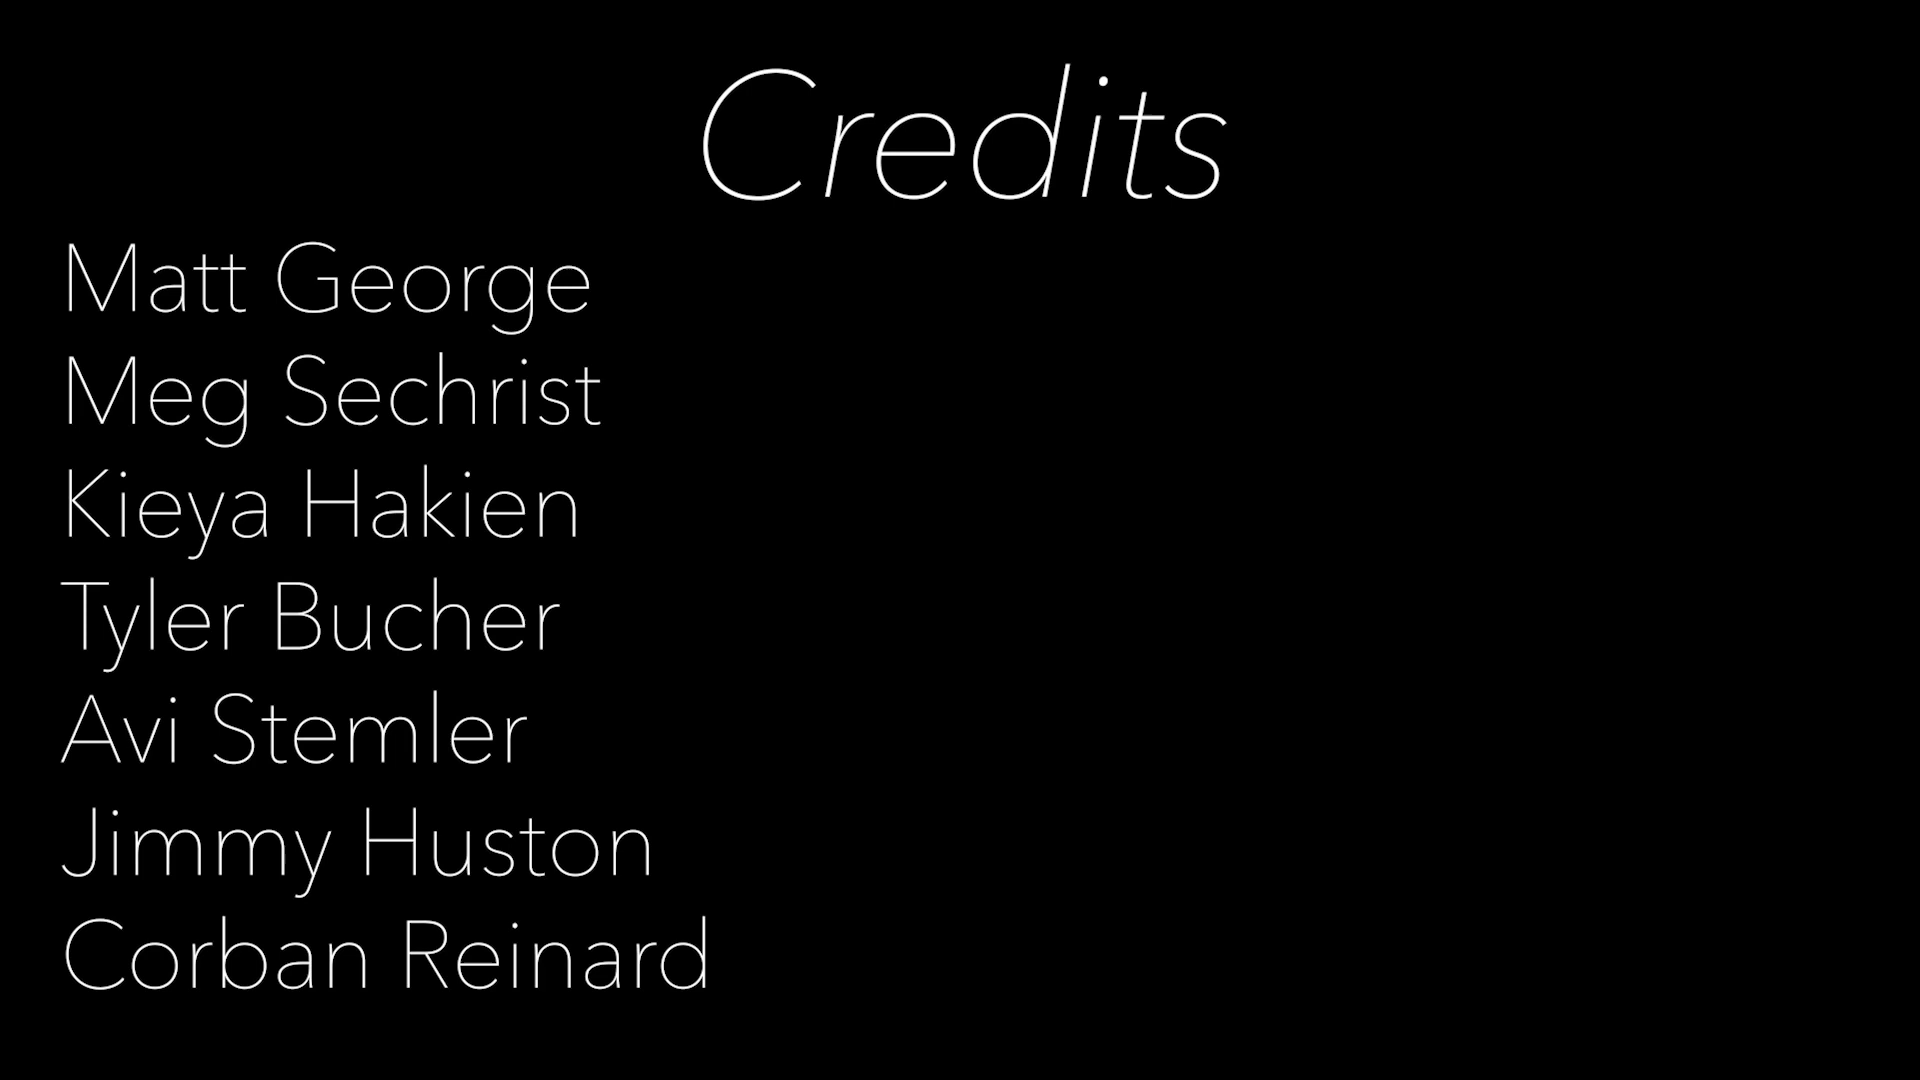 Credits
Matt George
Meg Sechrist
Kieya Hakien
Tyler Bucher
Avi Stemler
Jimmy Huston
Corban Reinard